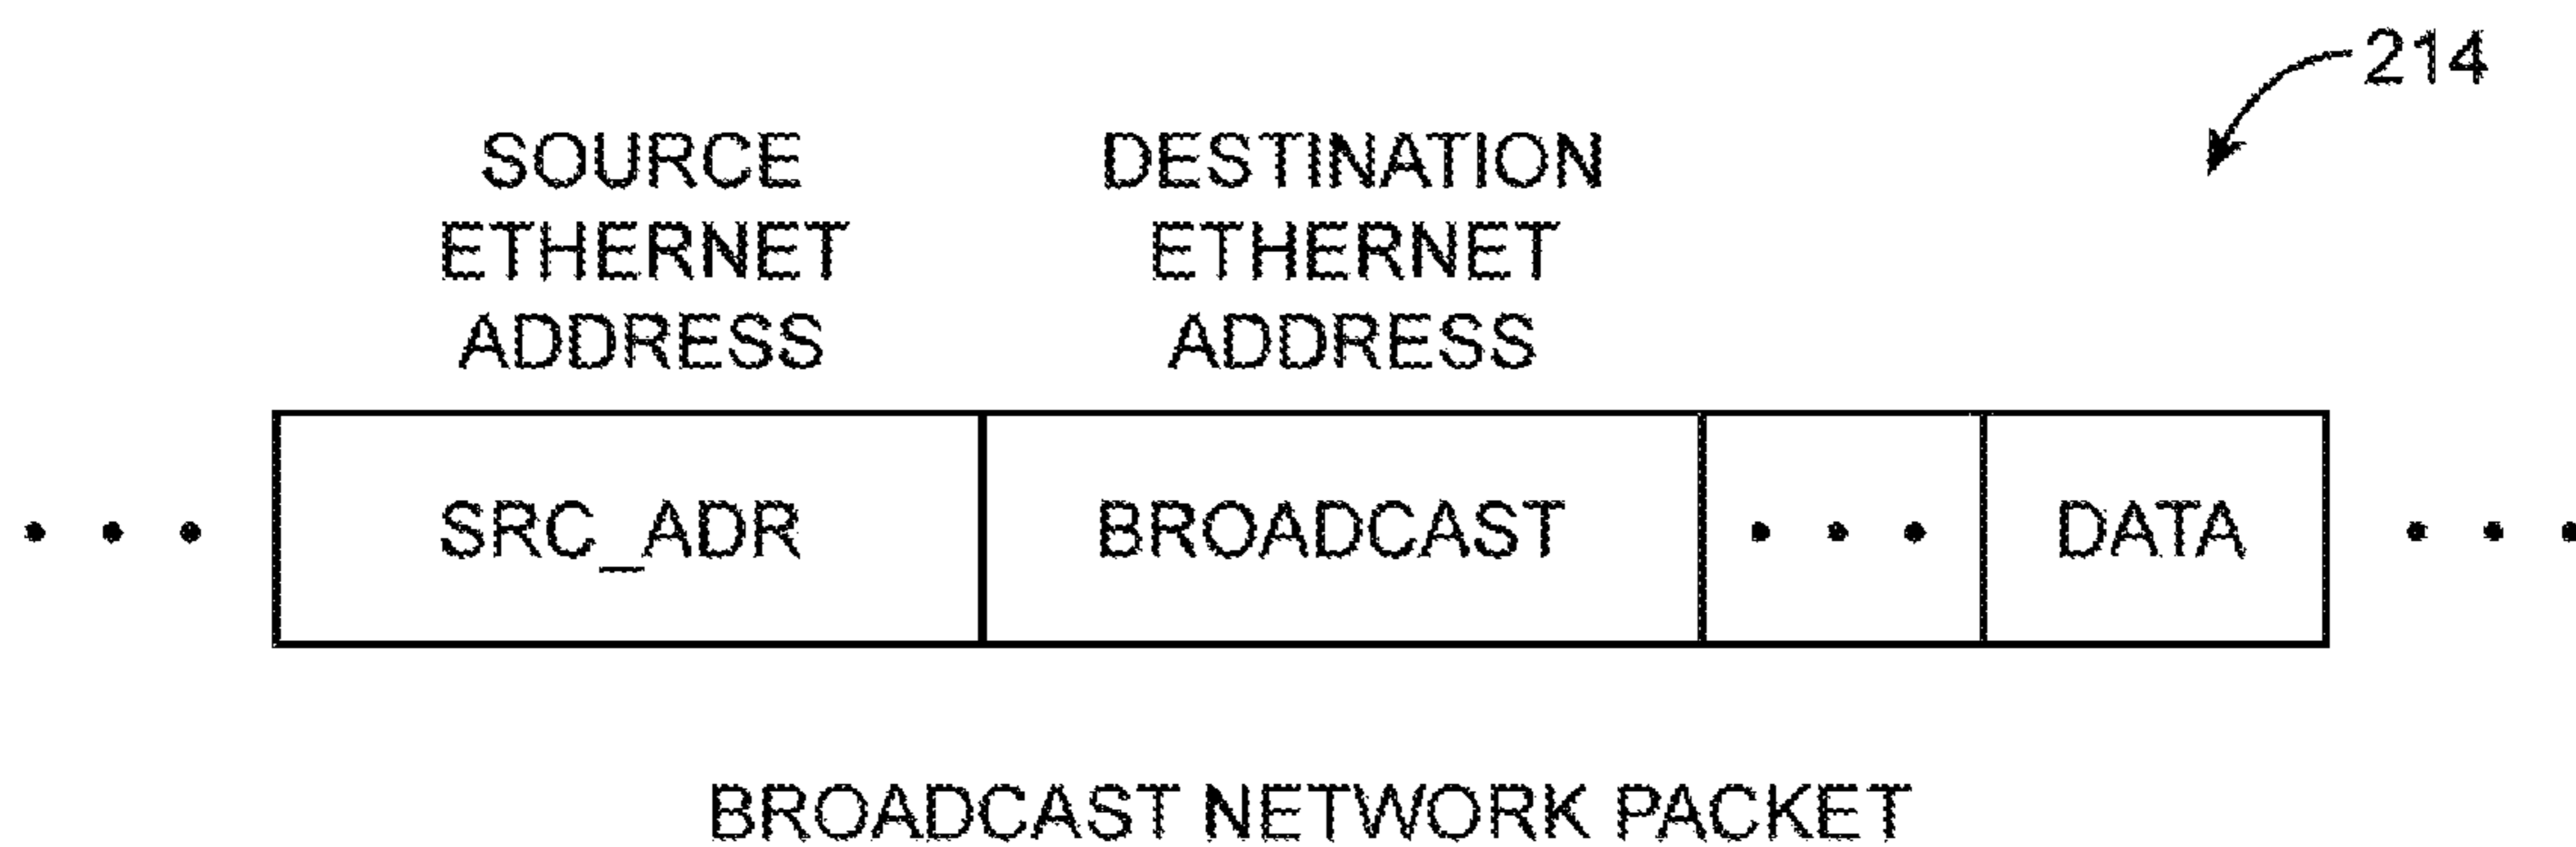 214
SOURCE
ETHERNET
ADDRESS
DESTINATION
ETHERNET
ADDRESS
• • • SRC_ADR BROADCAST • • • DATA • • •
BROADCAST NETWORK PACKET